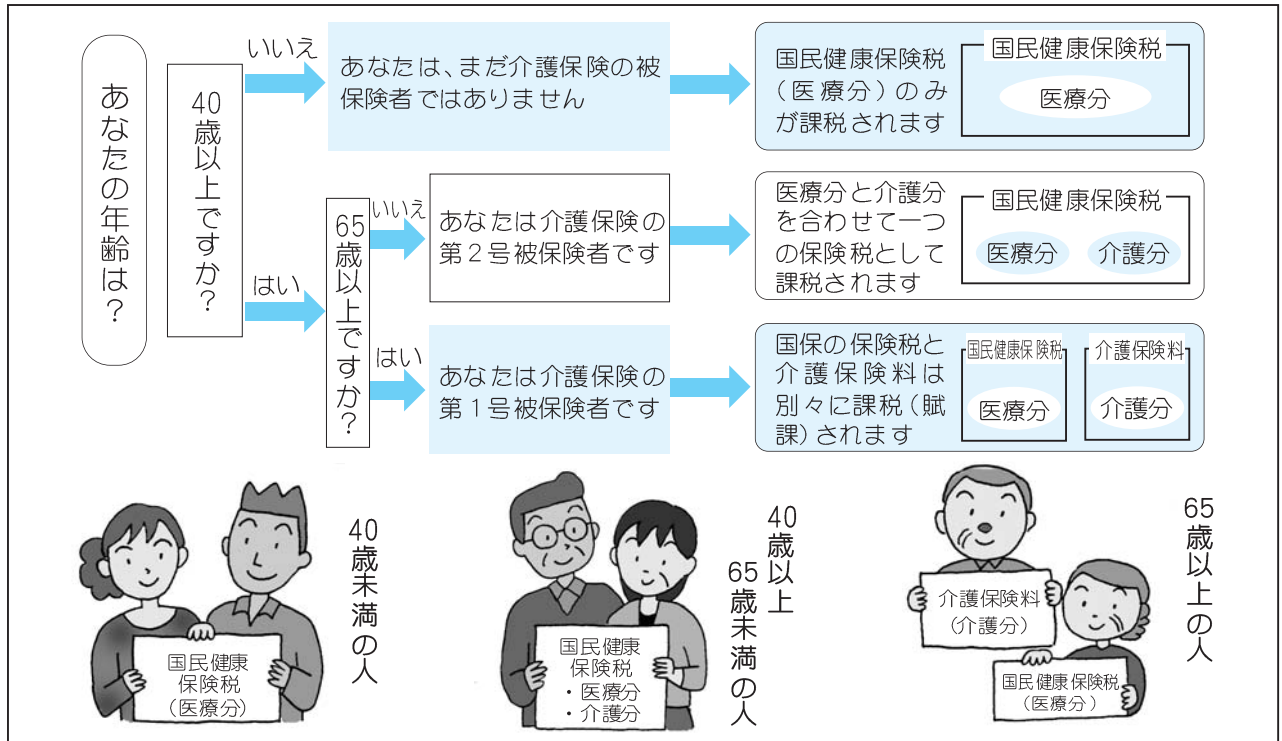 あなたの年齢は？
40歳以上ですか？
いいえ
あなたは、まだ介護保険の被
保険者ではありません
国民健康保険税
（医療分）のみ
が課税されます
国民健康保険税
医療分
はい
65歳以上ですか？
いいえ
あなたは介護保険の
第２号被保険者です
医療分と介護分
を合わせて一つ
の保険税として
課税されます
国民健康保険税
医療分
介護分
はい
あなたは介護保険の
第１号被保険者です
国保の保険税と
介護保険料は
別々に課税（賦
課）されます
国民健康保険税
医療分
介護保険料
介護分
国民健康
保険税
（医療分）
40歳未満の人
国民健康
保険税
・医療分
・介護分
40歳以上
65歳未満の人
介護保険料
（介護分）
国民健康保険税
（医療分）
65歳以上の人